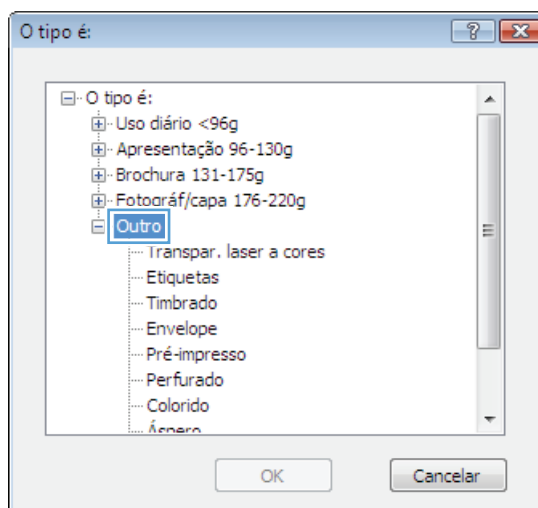 O tipo é:
O tipo é:
Uso diário <96g
Apresentação 96-130g
Brochura 131-175g
Fotográf/capa 176-220g
Outro
Transpar. laser a cores
Etiquetas
Timbrado
Envelope
Pré-impresso
Perfurado
Colorido
Áspero
OK
Cancelar